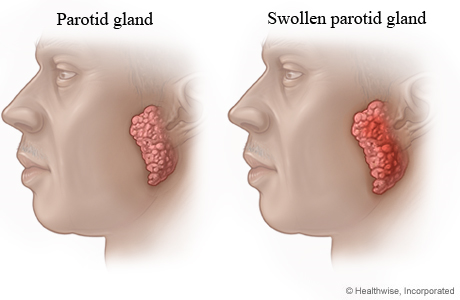 Parotid gland
Swollen parotid gland
© Healthwise, Incorporated